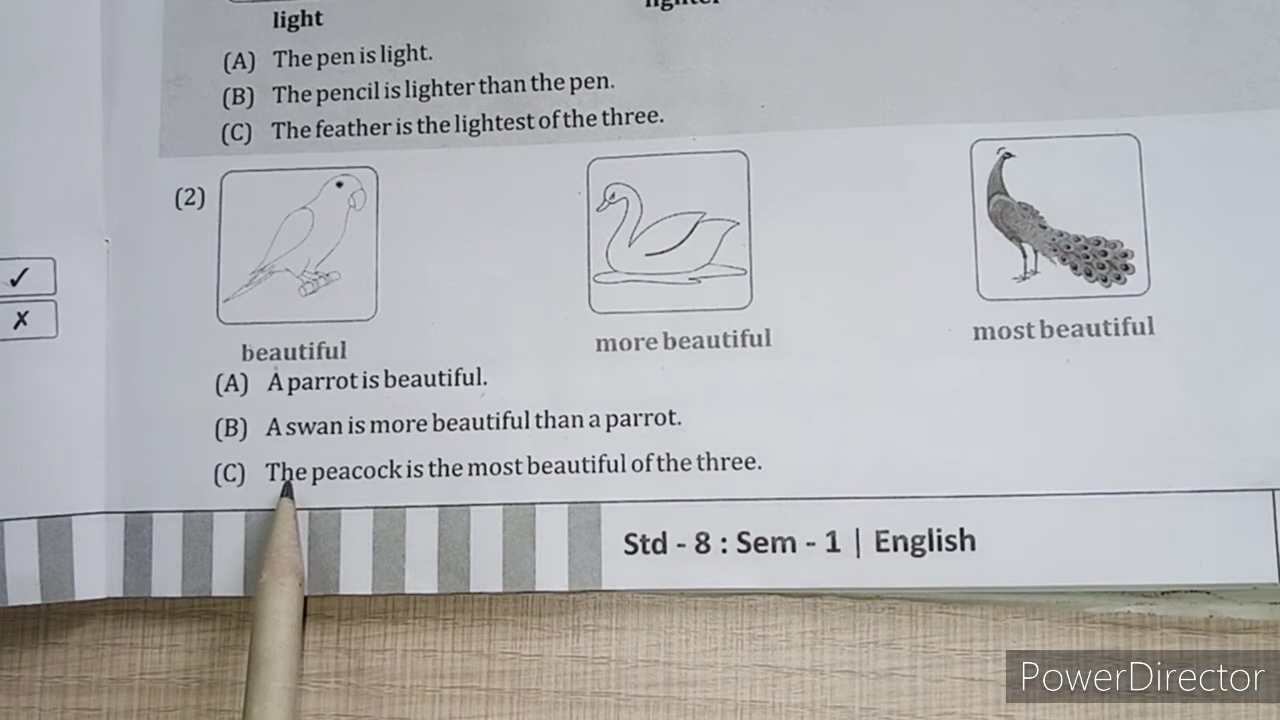 light
lighter
(A) The pen is light.
(B) The pencil is lighter than the pen.
(C) The feather is the lightest of the three.
(2)
✓
✗
beautiful
more beautiful
most beautiful
(A) A parrot is beautiful.
(B) A swan is more beautiful than a parrot.
(C) The peacock is the most beautiful of the three.
Std - 8 : Sem - 1 | English
PowerDirector